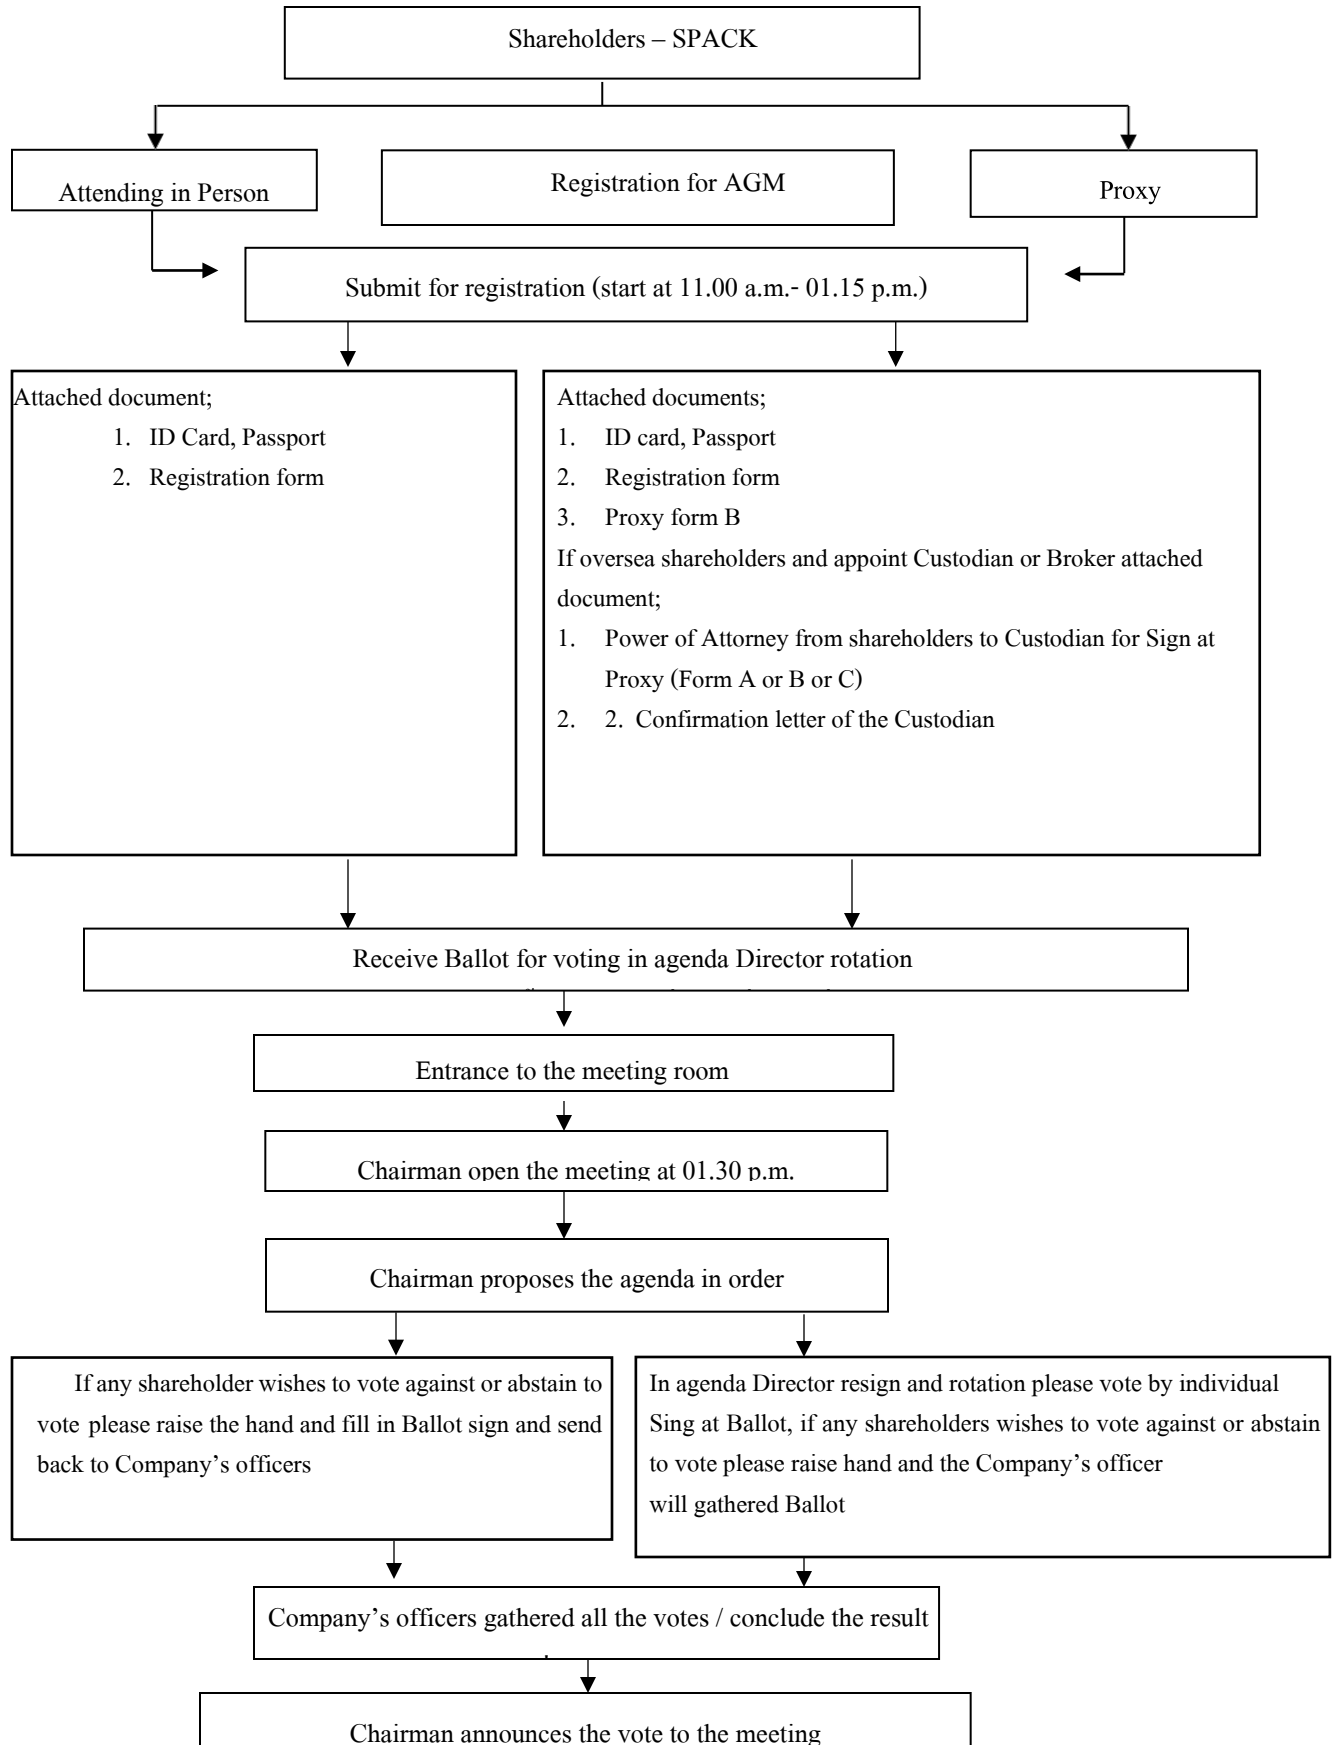 Shareholders – SPACK
Attending in Person
Registration for AGM
Proxy
Submit for registration (start at 11.00 a.m.- 01.15 p.m.)
Attached document;
1. ID Card, Passport
2. Registration form
Attached documents;
1. ID card, Passport
2. Registration form
3. Proxy form B
If oversea shareholders and appoint Custodian or Broker attached
document;
1. Power of Attorney from shareholders to Custodian for Sign at
Proxy (Form A or B or C)
2. 2. Confirmation letter of the Custodian
Receive Ballot for voting in agenda Director rotation
Entrance to the meeting room
Chairman open the meeting at 01.30 p.m.
Chairman proposes the agenda in order
If any shareholder wishes to vote against or abstain to
vote please raise the hand and fill in Ballot sign and send
back to Company’s officers
In agenda Director resign and rotation please vote by individual
Sing at Ballot, if any shareholders wishes to vote against or abstain
to vote please raise hand and the Company’s officer
will gathered Ballot
Company’s officers gathered all the votes / conclude the result
Chairman announces the vote to the meeting